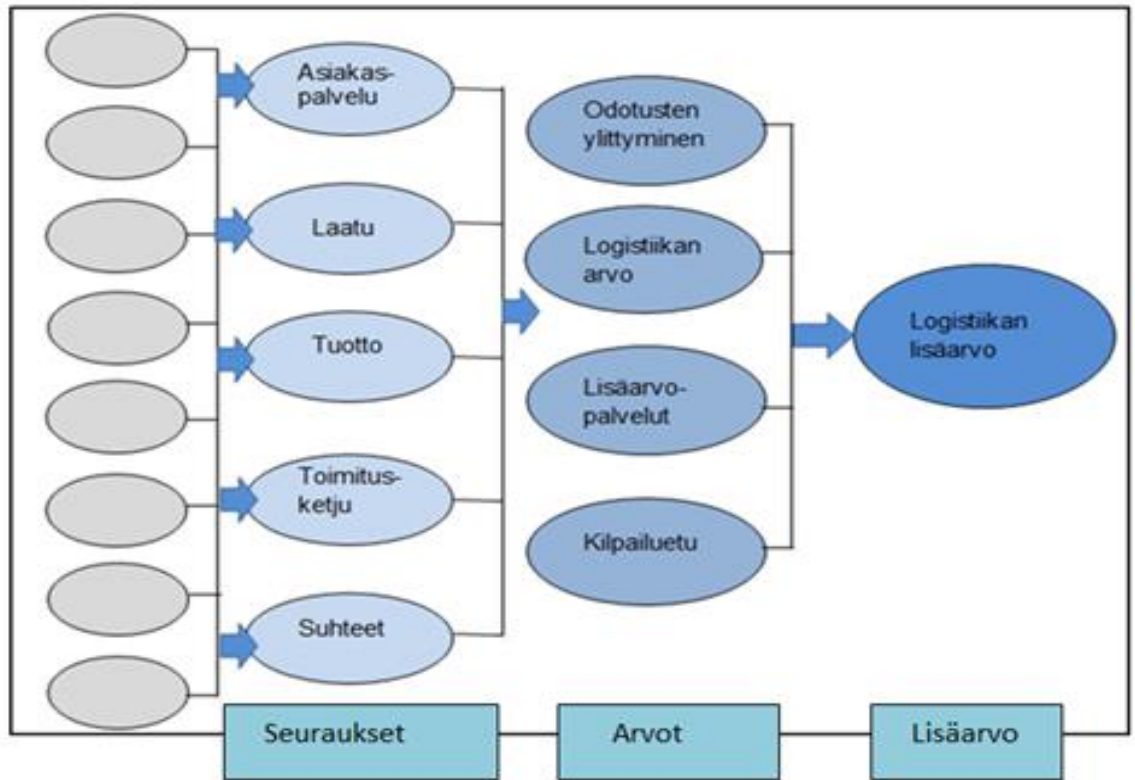 Asiakas-
palvelu
Laatu
Tuotto
Toimitus-
ketju
Suhteet
Odotusten
ylittyminen
Logistiikan
arvo
Lisäarvo-
palvelut
Kilpailuetu
Logistiikan
lisäarvo
Seuraukset
Arvot
Lisäarvo